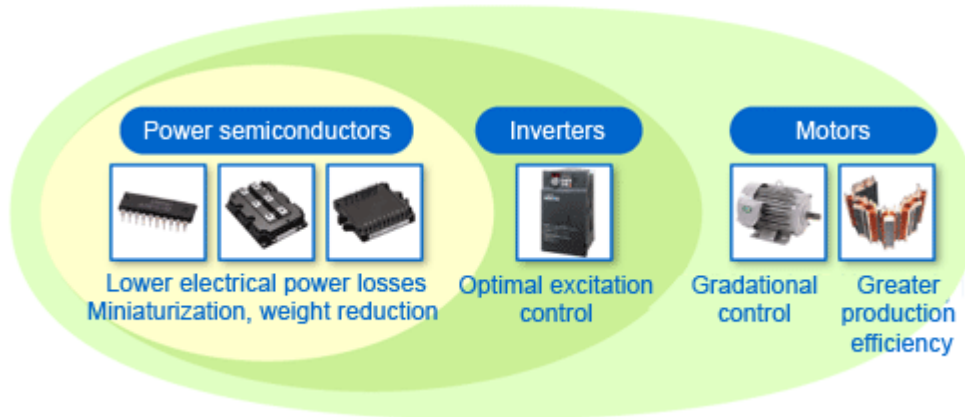 Power semiconductors
Inverters
Motors
Lower electrical power losses
Miniaturization, weight reduction
Optimal excitation
control
Gradational
control
Greater
production
efficiency